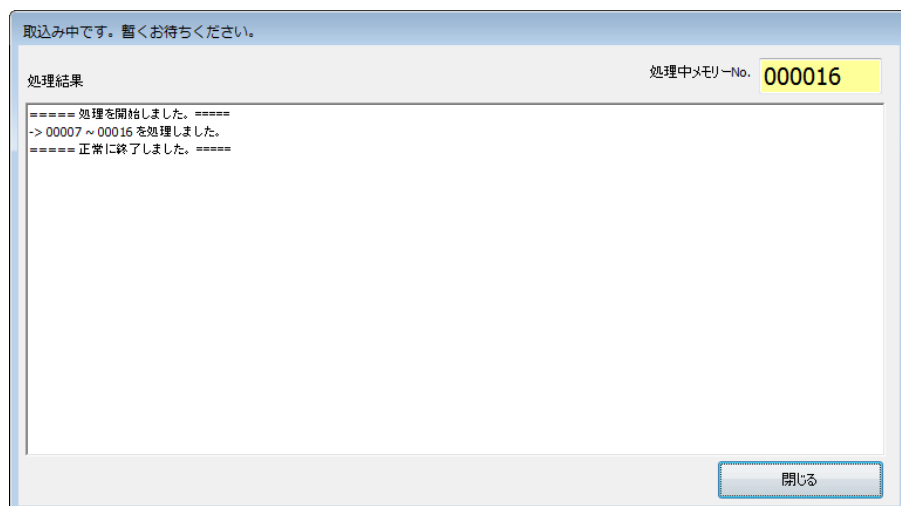 取込み中です。暫くお待ちください。
処理中メモリーNo. 000016
処理結果
===== 処理を開始しました。=====
-> 00007 ~ 00016 を処理しました。
===== 正常に終了しました。=====
閉じる